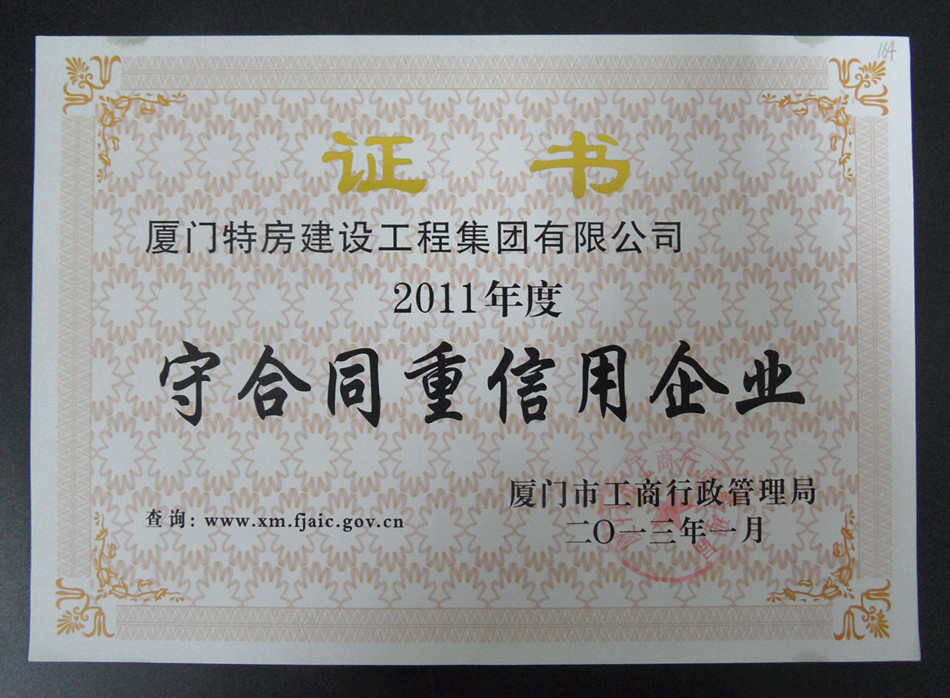 164
证 书
厦门特房建设工程集团有限公司
2011年度
守合同重信用企业
厦门市工商行政管理局
查询: www.xm.fjaic.gov.cn
二〇一三年一月